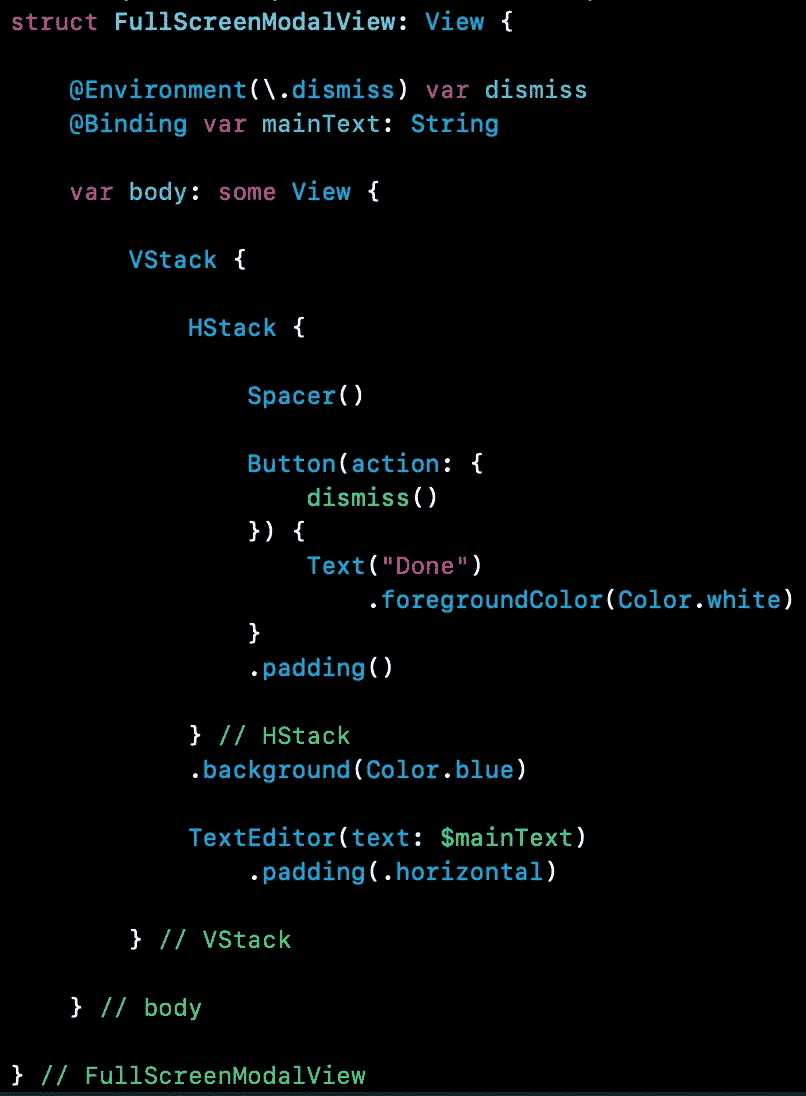 struct FullScreenModalView: View {
@Environment(\.dismiss) var dismiss
@Binding var mainText: String
var body: some View {
VStack {
HStack {
Spacer()
Button(action: {
dismiss()
}) {
Text("Done")
.foregroundColor(Color.white)
}
.padding()
} // HStack
.background(Color.blue)
TextEditor(text: $mainText)
.padding(.horizontal)
} // VStack
} // body
} // FullScreenModalView